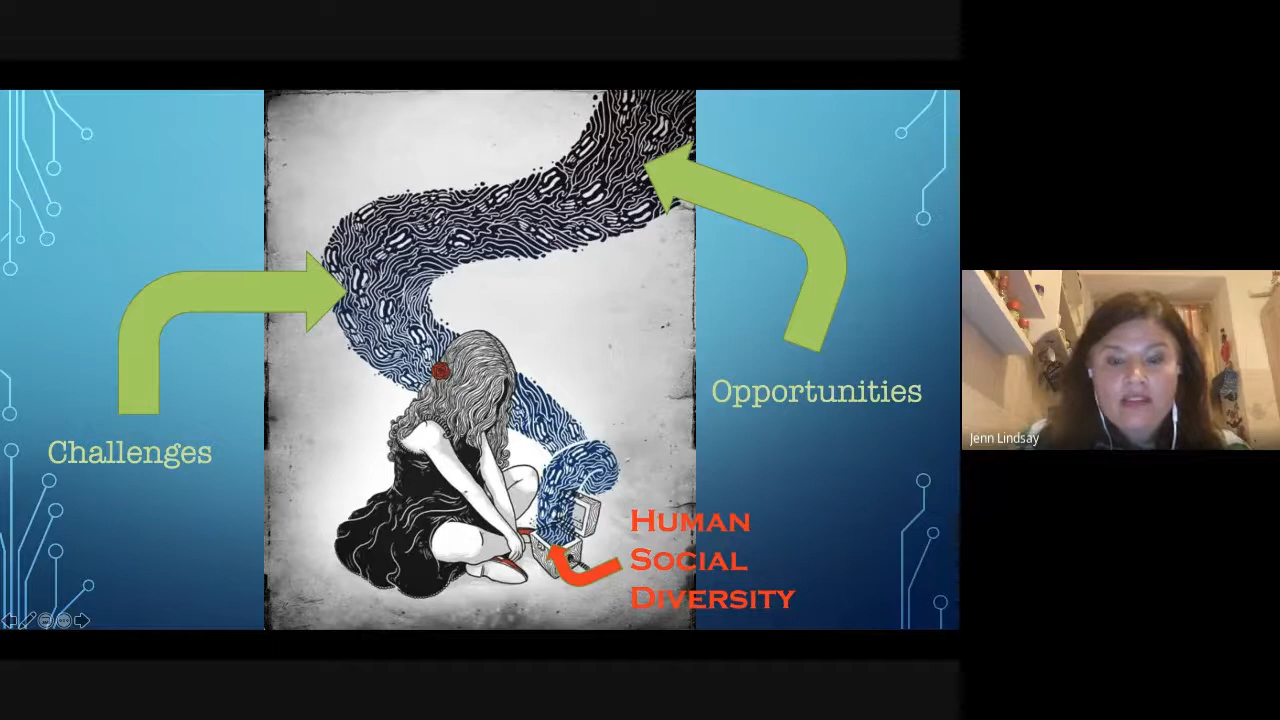 Challenges
Opportunities
HUMAN
SOCIAL
DIVERSITY
Jenn Lindsay